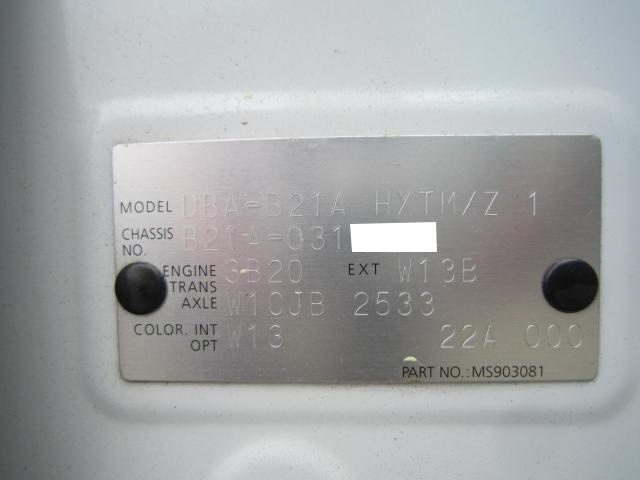 MODEL DBA-B21A HXTM/Z 1
CHASSIS NO. B21A-031
ENGINE 3B20 EXT W13B
TRANS AXLE W10JB 2533
COLOR. INT OPT W13 22A 000
PART NO.: MS903081